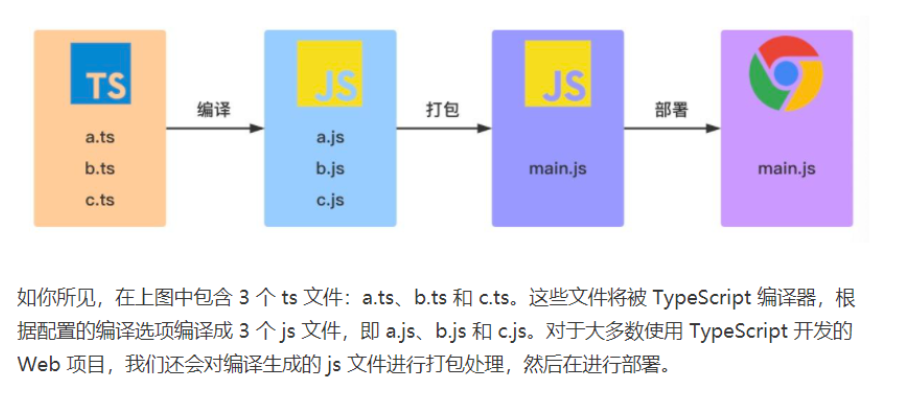 TS
JS
JS
编译
打包
部署
a.ts
a.js
b.ts
b.js
main.js
main.js
c.ts
c.js
如你所见，在上图中包含 3 个 ts 文件：a.ts、b.ts 和 c.ts。这些文件将被 TypeScript 编译器，根
据配置的编译选项编译成 3 个 js 文件，即 a.js、b.js 和 c.js。对于大多数使用 TypeScript 开发的
Web 项目，我们还会对编译生成的 js 文件进行打包处理，然后在进行部署。